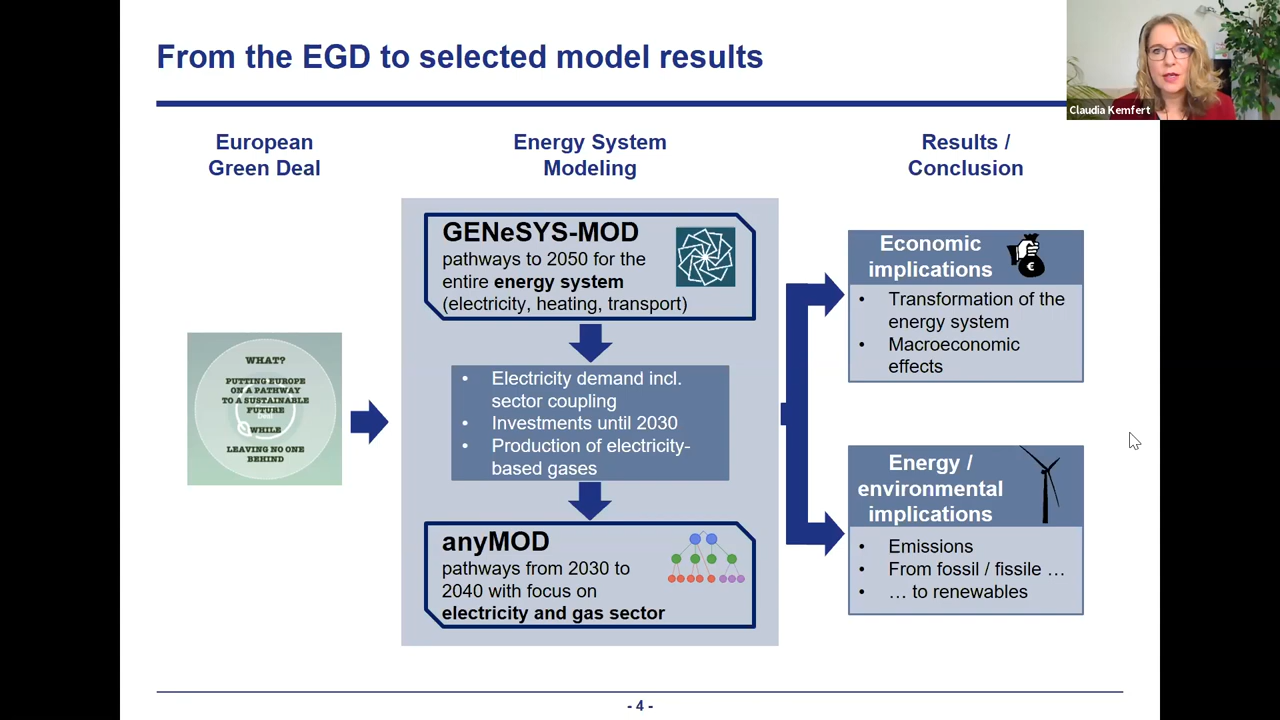 From the EGD to selected model results
Claudia Kemfert
European
Green Deal
Energy System
Modeling
Results /
Conclusion
WHAT?
PUTTING EUROPE
ON A PATHWAY
TO A SUSTAINABLE
FUTURE
WHILE
LEAVING NO ONE
BEHIND
GENeSYS-MOD
pathways to 2050 for the
entire energy system
(electricity, heating, transport)
• Electricity demand incl.
sector coupling
• Investments until 2030
• Production of electricity-
based gases
anyMOD
pathways from 2030 to
2040 with focus on
electricity and gas sector
Economic
implications
€
• Transformation of the
energy system
• Macroeconomic
effects
Energy /
environmental
implications
• Emissions
• From fossil / fissile …
• … to renewables
- 4 -